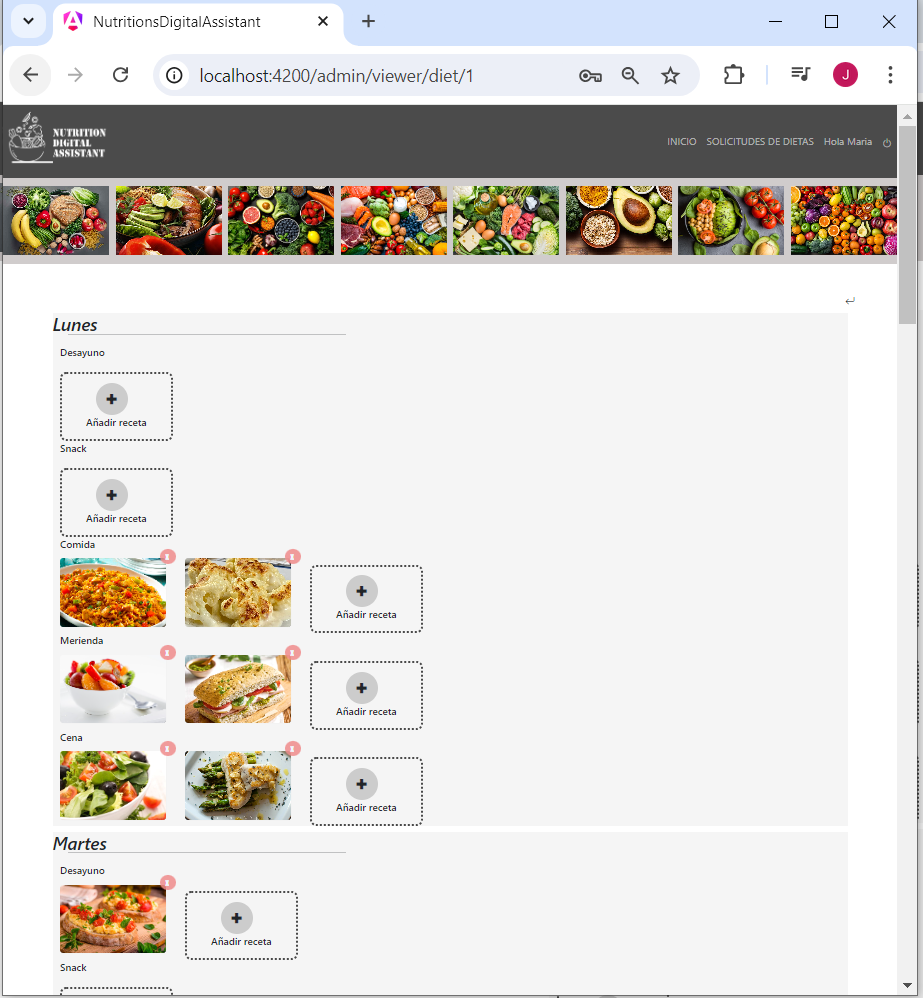 NutritionsDigitalAssistant
localhost:4200/admin/viewer/diet/1
J
NUTRITION
DIGITAL
ASSISTANT
INICIO SOLICITUDES DE DIETAS Hola Maria
Lunes
Desayuno
Añadir receta
Snack
Añadir receta
Comida
Añadir receta
Merienda
Añadir receta
Cena
Añadir receta
Martes
Desayuno
Añadir receta
Snack